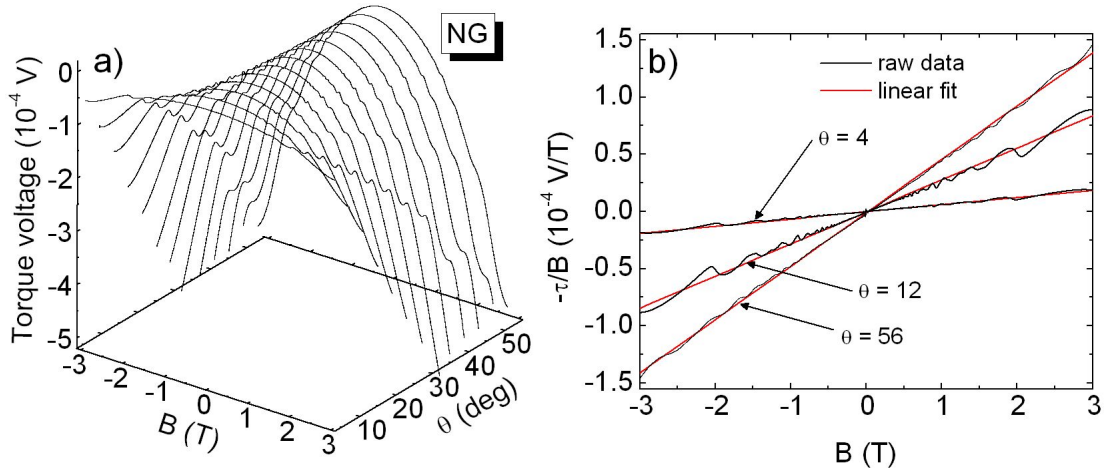 a)
NG
Torque voltage (10⁻⁴ V)
0
-1
-2
-3
-4
-5
-3 -2 -1 0 1 2 3
B (T)
10 20 30 40 50
θ (deg)
b)
raw data
linear fit
θ = 4
θ = 12
θ = 56
-τ/B (10⁻⁴ V/T)
1.5
1.0
0.5
0.0
-0.5
-1.0
-1.5
-3 -2 -1 0 1 2 3
B (T)